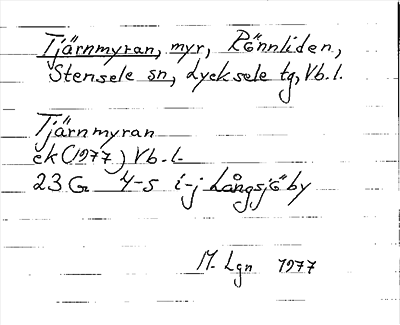 Tjärnmyran, myr, Rönnliden,
Stensele sn, Lycksele tg, Vb. l.
Tjärnmyran
ek (1977) Vb. l.
23 G 4-5 i-j Långsjöby
M. Lgn 1977